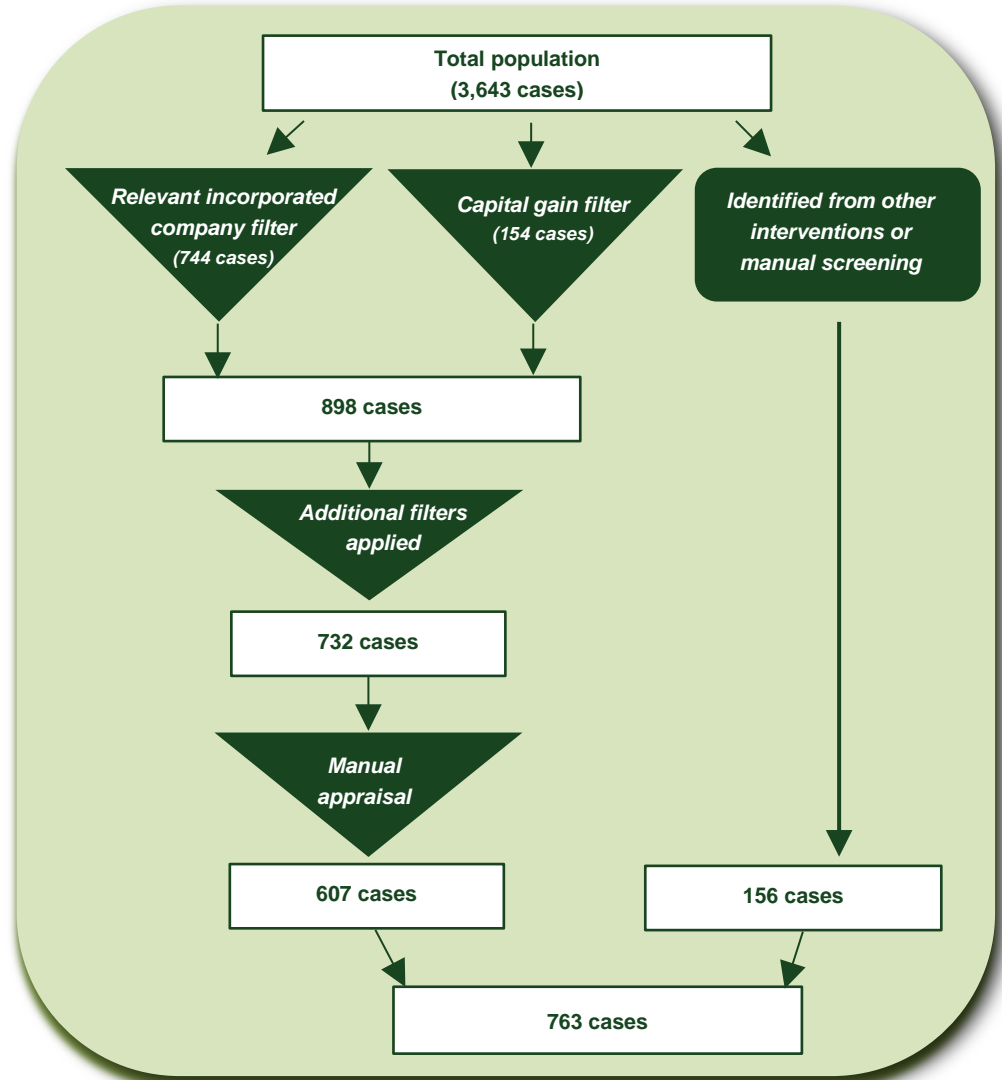 Total population
(3,643 cases)
Relevant incorporated
company filter
(744 cases)
Capital gain filter
(154 cases)
Identified from other
interventions or
manual screening
898 cases
Additional filters
applied
732 cases
Manual
appraisal
607 cases
156 cases
763 cases